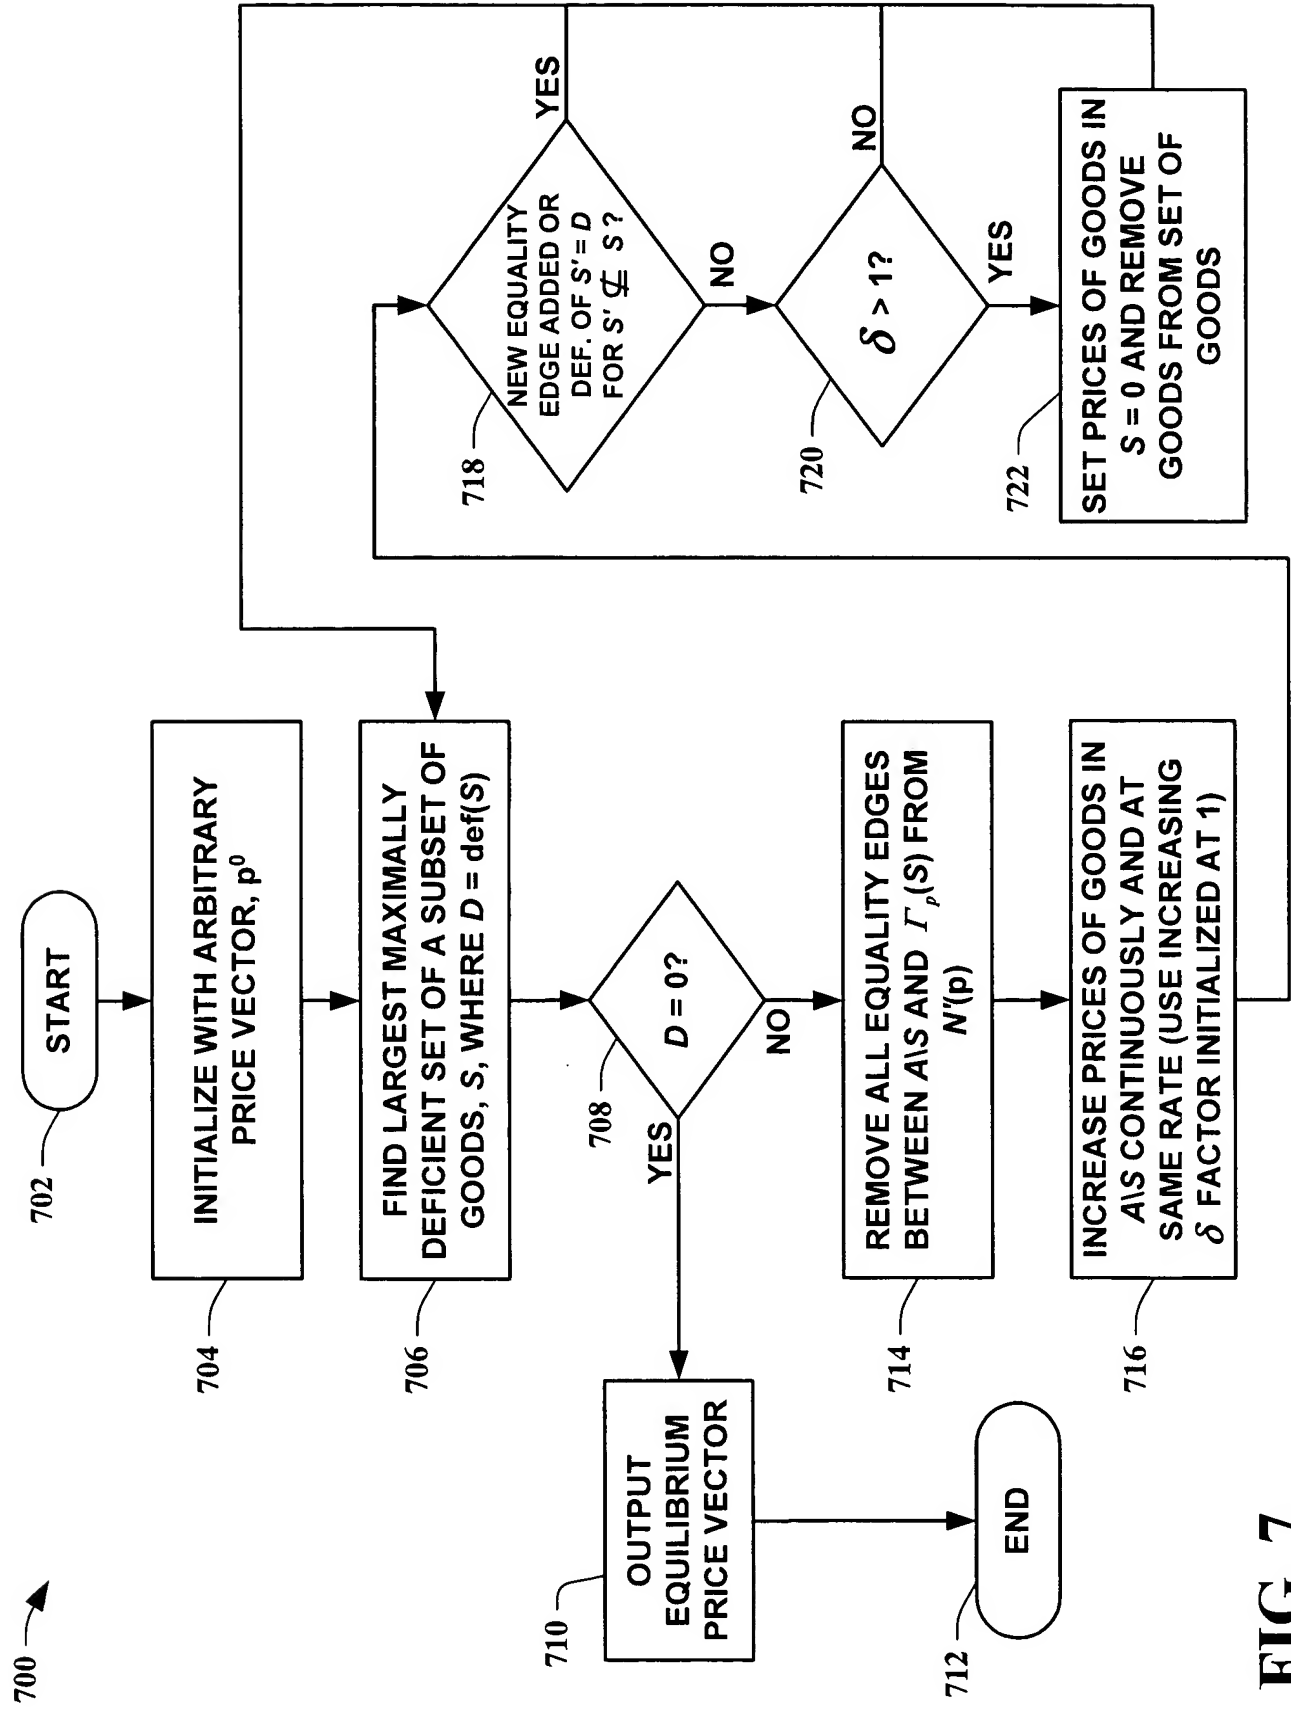 700
START
702
INITIALIZE WITH ARBITRARY
PRICE VECTOR, p⁰
704
FIND LARGEST MAXIMALLY
DEFICIENT SET OF A SUBSET OF
GOODS, S, WHERE D = def(S)
706
D = 0?
708
YES
NO
OUTPUT
EQUILIBRIUM
PRICE VECTOR
710
END
712
REMOVE ALL EQUALITY EDGES
BETWEEN A\S AND Γₚ(S) FROM
N''(p)
714
INCREASE PRICES OF GOODS IN
A\S CONTINUOUSLY AND AT
SAME RATE (USE INCREASING
δ FACTOR INITIALIZED AT 1)
716
NEW EQUALITY
EDGE ADDED OR
DEF. OF S' = D
FOR S' ⊈ S ?
718
YES
NO
δ > 1?
720
NO
YES
SET PRICES OF GOODS IN
S = 0 AND REMOVE
GOODS FROM SET OF
GOODS
722
FIG. 7